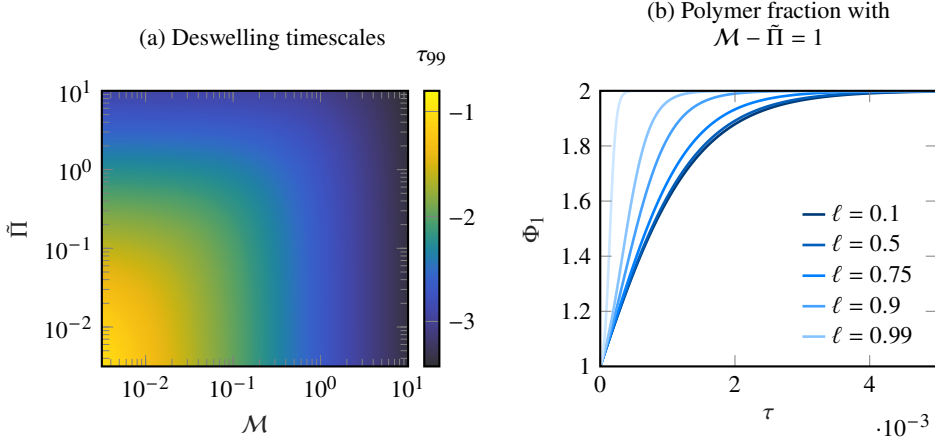 (a) Deswelling timescales
τ99
10^1
10^0
10^−1
10^−2
Π̃
10^−2
10^−1
10^0
10^1
ℳ
−1
−2
−3
(b) Polymer fraction with
ℳ − Π̃ = 1
2
1.8
1.6
1.4
1.2
1
Φ1
0
2
4
τ
·10^−3
ℓ = 0.1
ℓ = 0.5
ℓ = 0.75
ℓ = 0.9
ℓ = 0.99